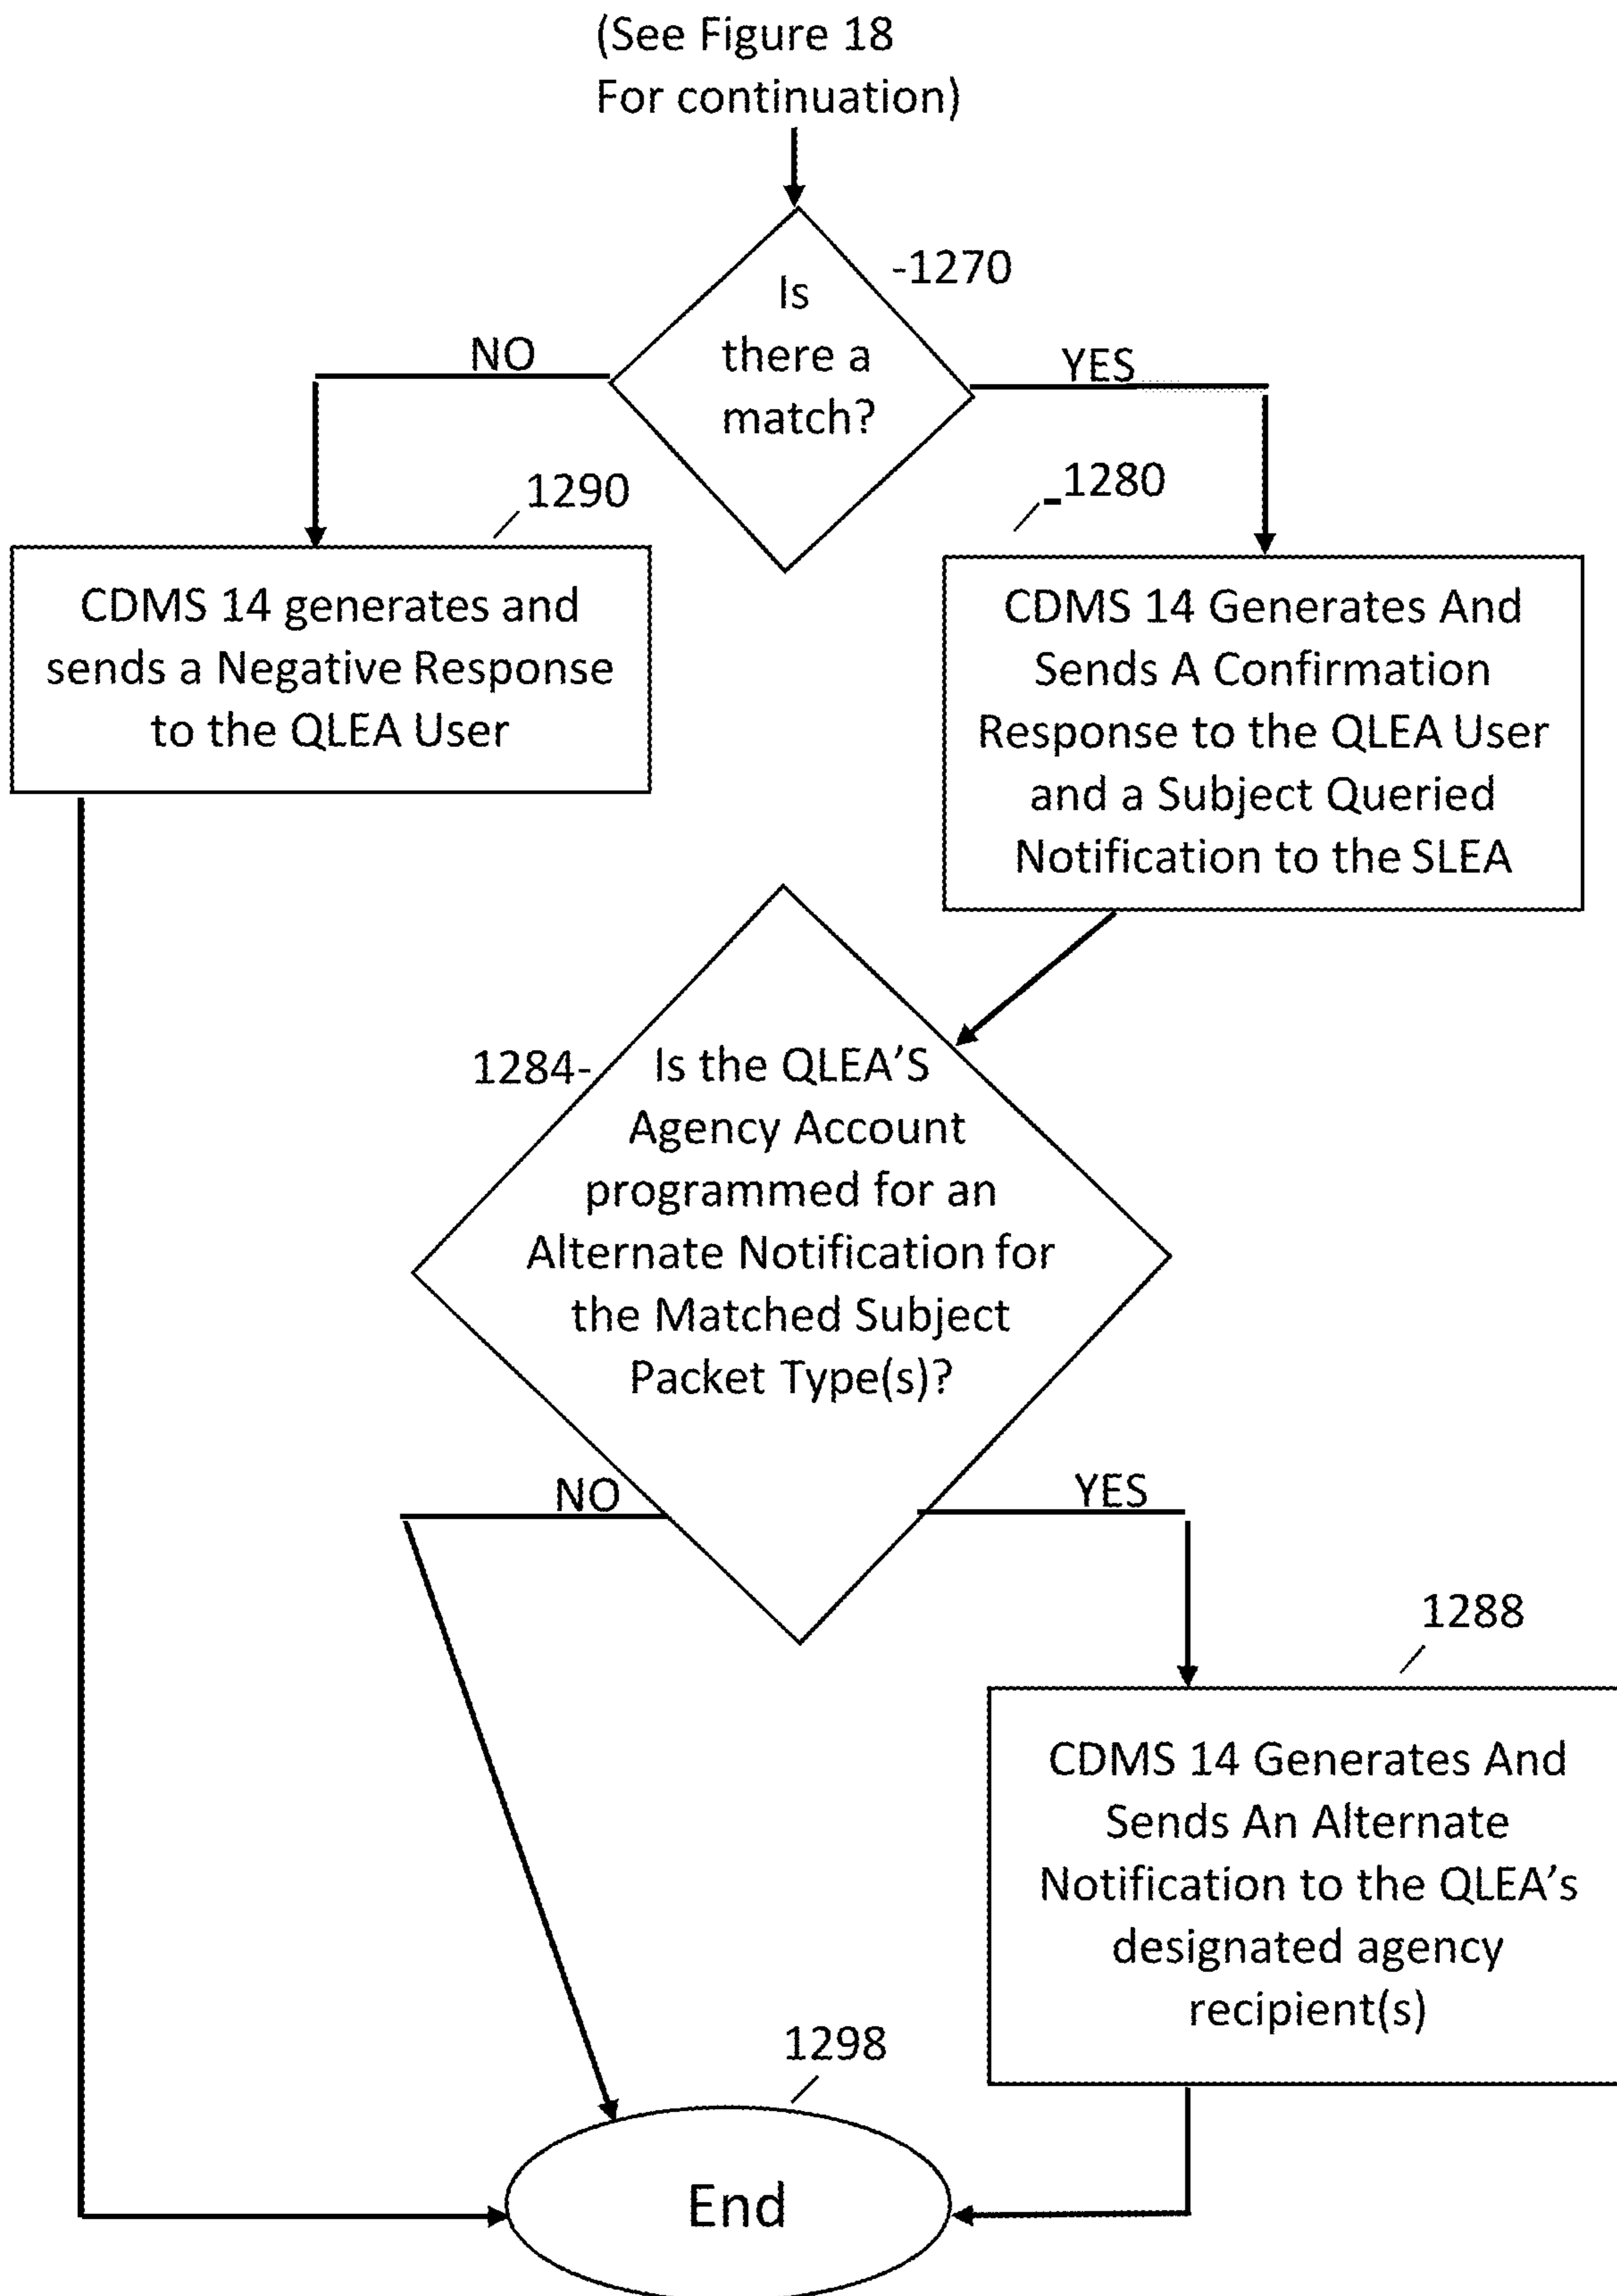 (See Figure 18
For continuation)
-1270
Is
there a
match?
NO
YES
1290
-1280
CDMS 14 generates and
sends a Negative Response
to the QLEA User
CDMS 14 Generates And
Sends A Confirmation
Response to the QLEA User
and a Subject Queried
Notification to the SLEA
1284-
Is the QLEA'S
Agency Account
programmed for an
Alternate Notification for
the Matched Subject
Packet Type(s)?
NO
YES
1288
CDMS 14 Generates And
Sends An Alternate
Notification to the QLEA's
designated agency
recipient(s)
1298
End